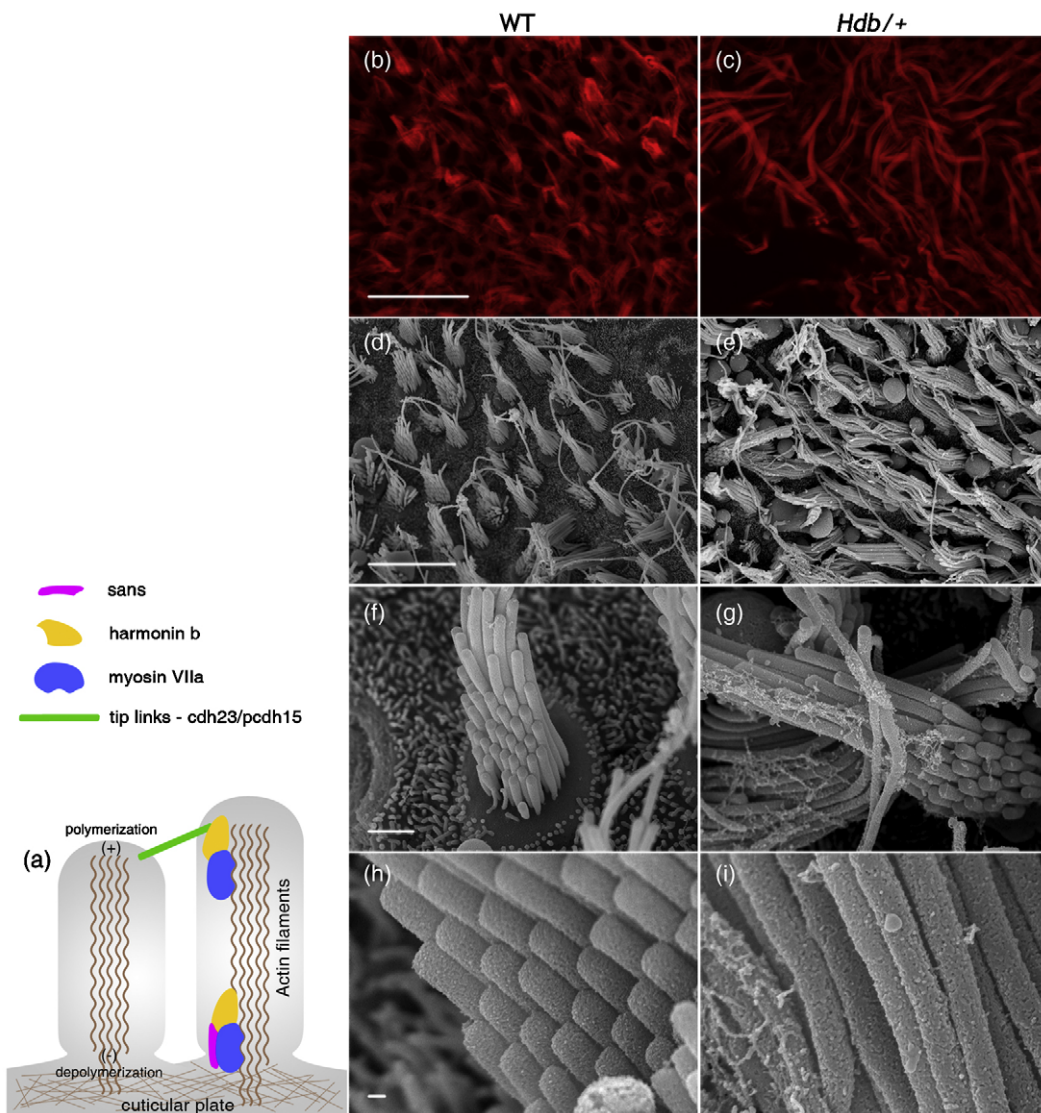 WT
Hdb/+
(b)
(c)
(d)
(e)
(f)
(g)
(h)
(i)
sans
harmonin b
myosin VIIa
tip links - cdh23/pcdh15
(a)
polymerization
(+)
Actin filaments
(-)
depolymerization
cuticular plate